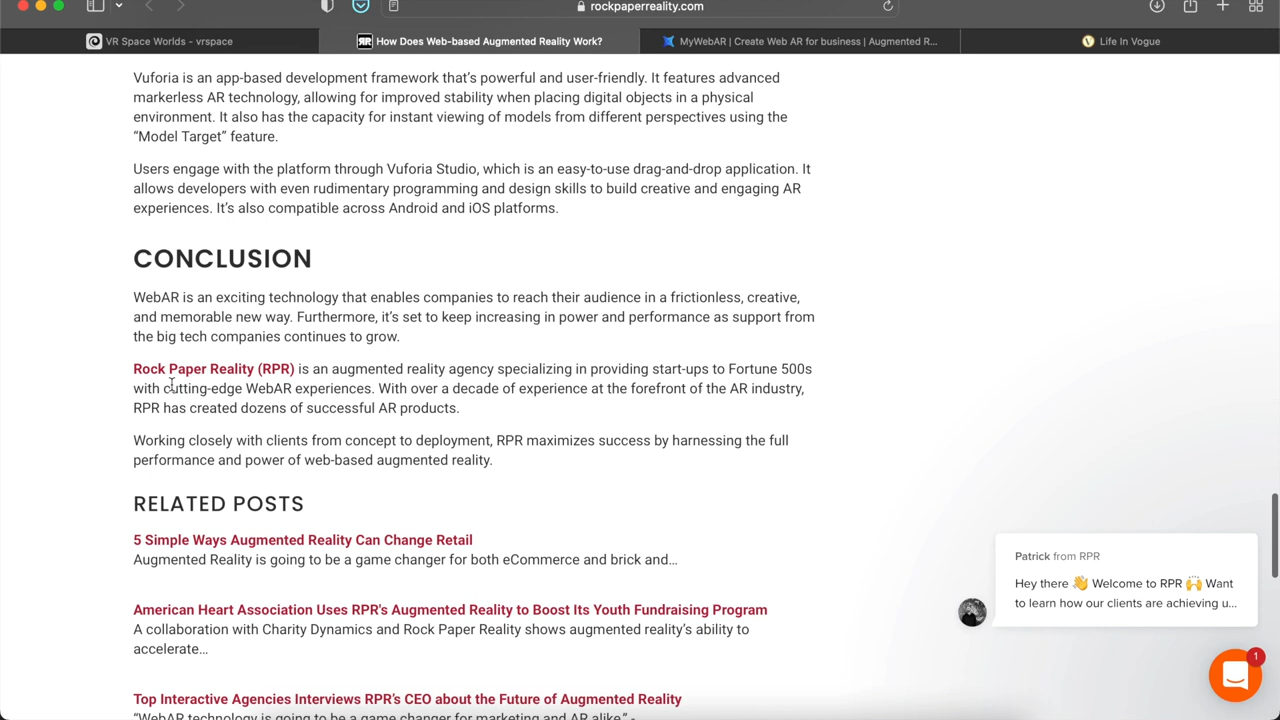 rockpaperreality.com
VR Space Worlds - vrspace
How Does Web-based Augmented Reality Work?
MyWebAR | Create Web AR for business | Augmented R...
Life In Vogue
Vuforia is an app-based development framework that's powerful and user-friendly. It features advanced
markerless AR technology, allowing for improved stability when placing digital objects in a physical
environment. It also has the capacity for instant viewing of models from different perspectives using the
“Model Target” feature.
Users engage with the platform through Vuforia Studio, which is an easy-to-use drag-and-drop application. It
allows developers with even rudimentary programming and design skills to build creative and engaging AR
experiences. It's also compatible across Android and iOS platforms.
CONCLUSION
WebAR is an exciting technology that enables companies to reach their audience in a frictionless, creative,
and memorable new way. Furthermore, it's set to keep increasing in power and performance as support from
the big tech companies continues to grow.
Rock Paper Reality (RPR) is an augmented reality agency specializing in providing start-ups to Fortune 500s
with cutting-edge WebAR experiences. With over a decade of experience at the forefront of the AR industry,
RPR has created dozens of successful AR products.
Working closely with clients from concept to deployment, RPR maximizes success by harnessing the full
performance and power of web-based augmented reality.
RELATED POSTS
5 Simple Ways Augmented Reality Can Change Retail
Augmented Reality is going to be a game changer for both eCommerce and brick and...
American Heart Association Uses RPR's Augmented Reality to Boost Its Youth Fundraising Program
A collaboration with Charity Dynamics and Rock Paper Reality shows augmented reality's ability to
accelerate...
Top Interactive Agencies Interviews RPR's CEO about the Future of Augmented Reality
“WebAR technology is going to be a game changer for marketing and AR alike.” -
Patrick from RPR
Hey there 👋 Welcome to RPR 🙌 Want
to learn how our clients are achieving u...
1